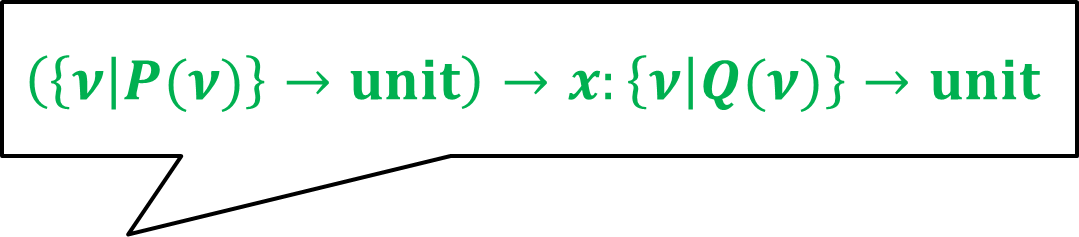 ({ν|P(ν)} → unit) → x: {ν|Q(ν)} → unit